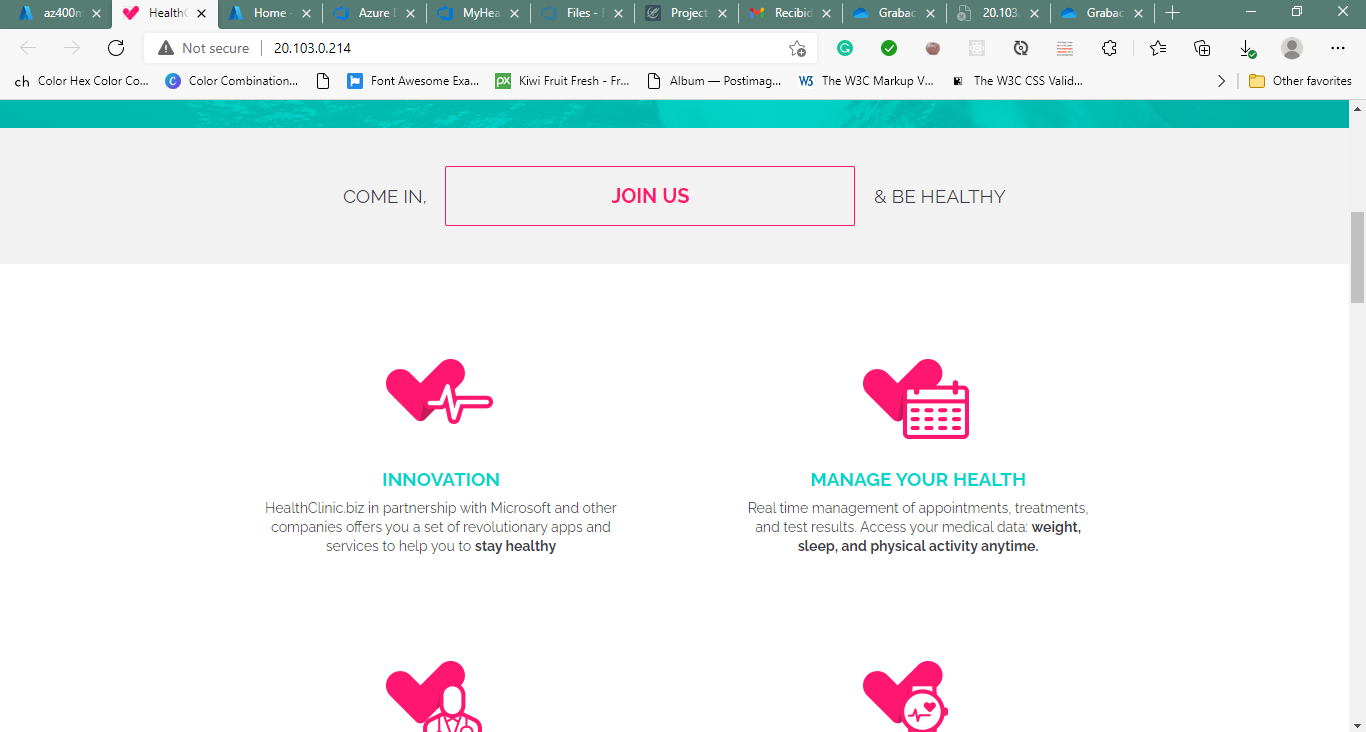 az400m HealthC Home - Azure D MyHea Files - R Project Recibid Grabac 20.103. Grabac
Not secure 20.103.0.214
ch Color Hex Color Co... C Color Combination... Font Awesome Exa... px Kiwi Fruit Fresh - Fr... Album — Postimag... W3 The W3C Markup V... The W3C CSS Valid... Other favorites
COME IN, JOIN US & BE HEALTHY
INNOVATION
HealthClinic.biz in partnership with Microsoft and other
companies offers you a set of revolutionary apps and
services to help you to stay healthy
MANAGE YOUR HEALTH
Real time management of appointments, treatments,
and test results. Access your medical data: weight,
sleep, and physical activity anytime.